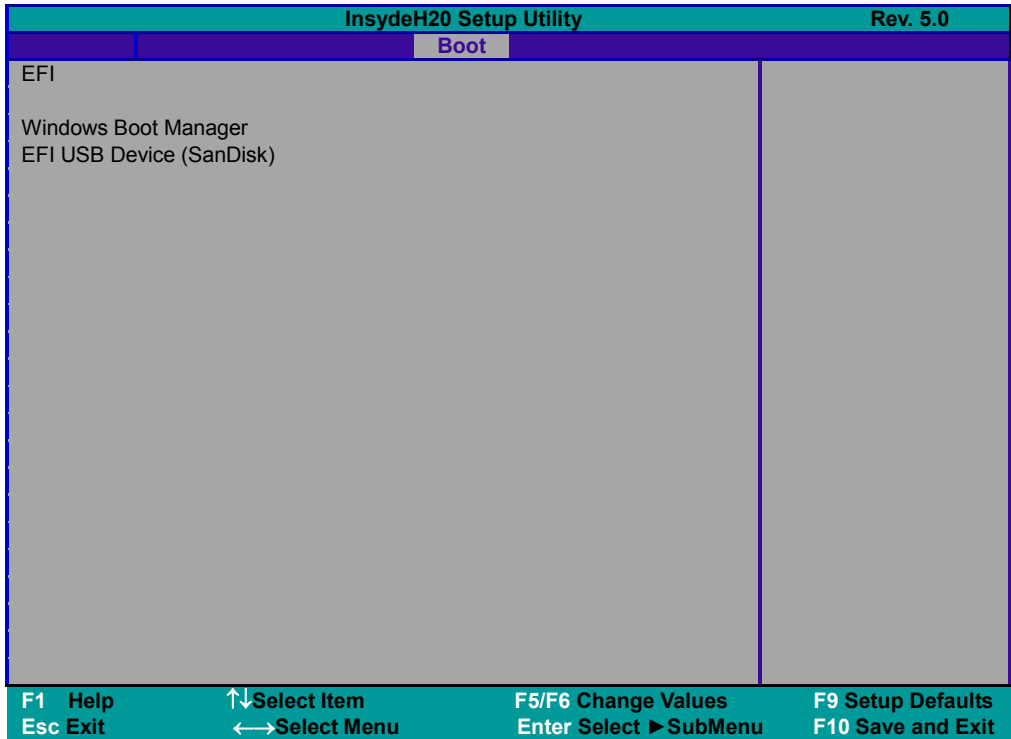 InsydeH20 Setup Utility Rev. 5.0
Boot
EFI
Windows Boot Manager
EFI USB Device (SanDisk)
F1 Help ↑↓Select Item F5/F6 Change Values F9 Setup Defaults
Esc Exit ←→Select Menu Enter Select ►SubMenu F10 Save and Exit